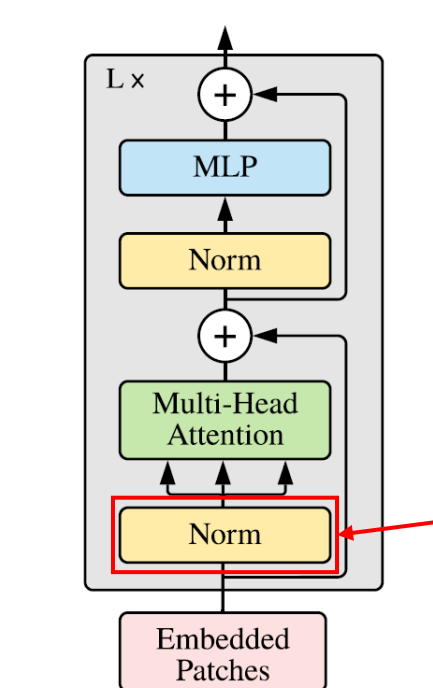 L ×
+
MLP
Norm
+
Multi-Head
Attention
Norm
Embedded
Patches